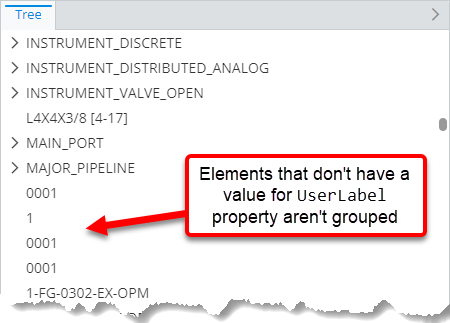 Tree
INSTRUMENT_DISCRETE
INSTRUMENT_DISTRIBUTED_ANALOG
INSTRUMENT_VALVE_OPEN
L4X4X3/8 [4-17]
MAIN_PORT
MAJOR_PIPELINE
0001
1
0001
0001
1-FG-0302-EX-OPM
Elements that don't have a
value for UserLabel
property aren't grouped